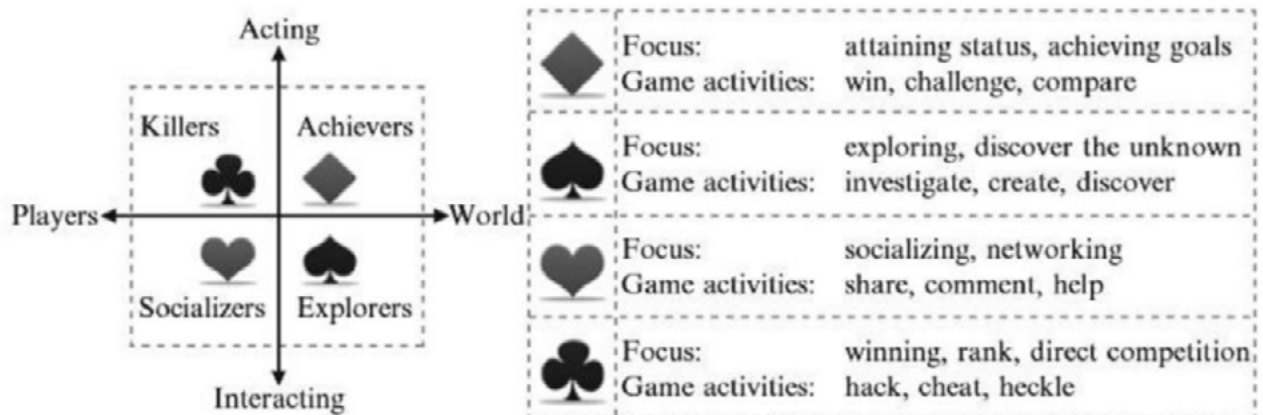 Acting
Killers
Achievers
Players
World
Socializers
Explorers
Interacting
Focus: attaining status, achieving goals
Game activities: win, challenge, compare
Focus: exploring, discover the unknown
Game activities: investigate, create, discover
Focus: socializing, networking
Game activities: share, comment, help
Focus: winning, rank, direct competition
Game activities: hack, cheat, heckle